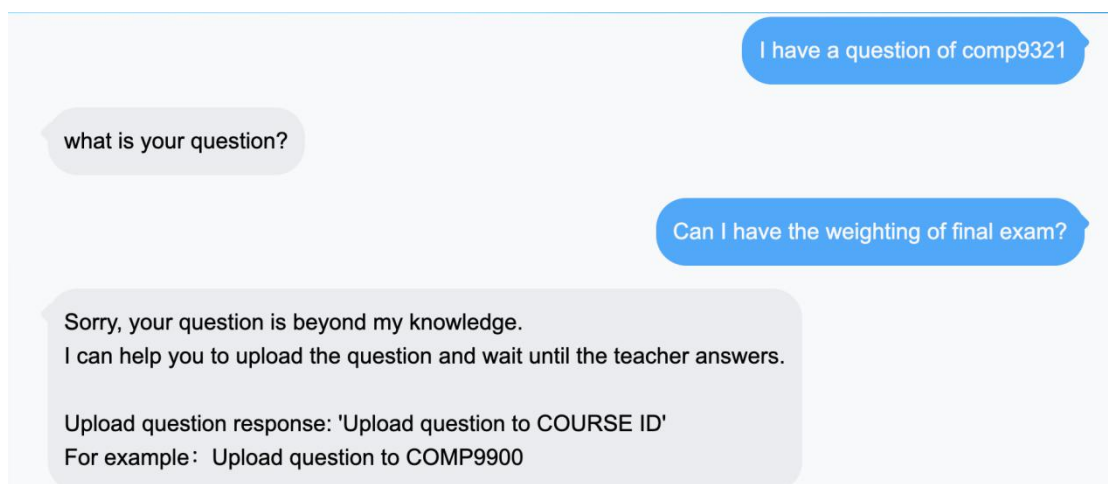 I have a question of comp9321
what is your question?
Can I have the weighting of final exam?
Sorry, your question is beyond my knowledge.
I can help you to upload the question and wait until the teacher answers.
Upload question response: 'Upload question to COURSE ID'
For example：Upload question to COMP9900